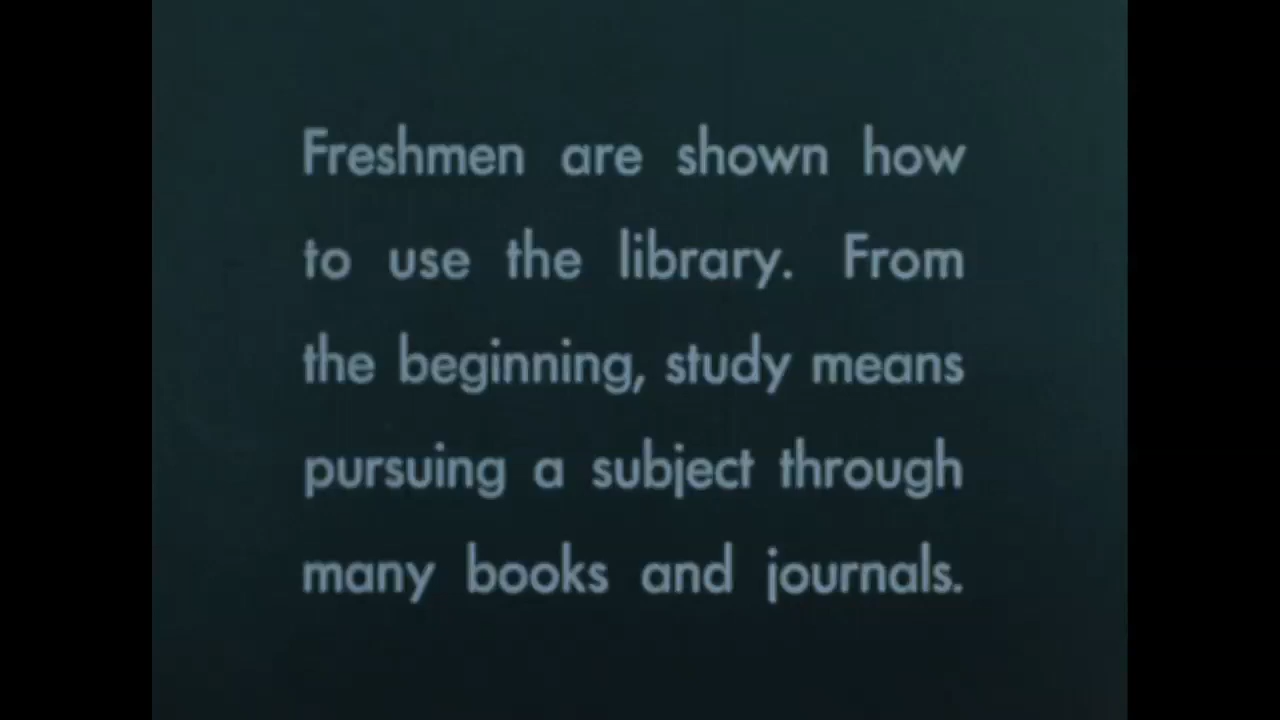 Freshmen are shown how
to use the library. From
the beginning, study means
pursuing a subject through
many books and journals.